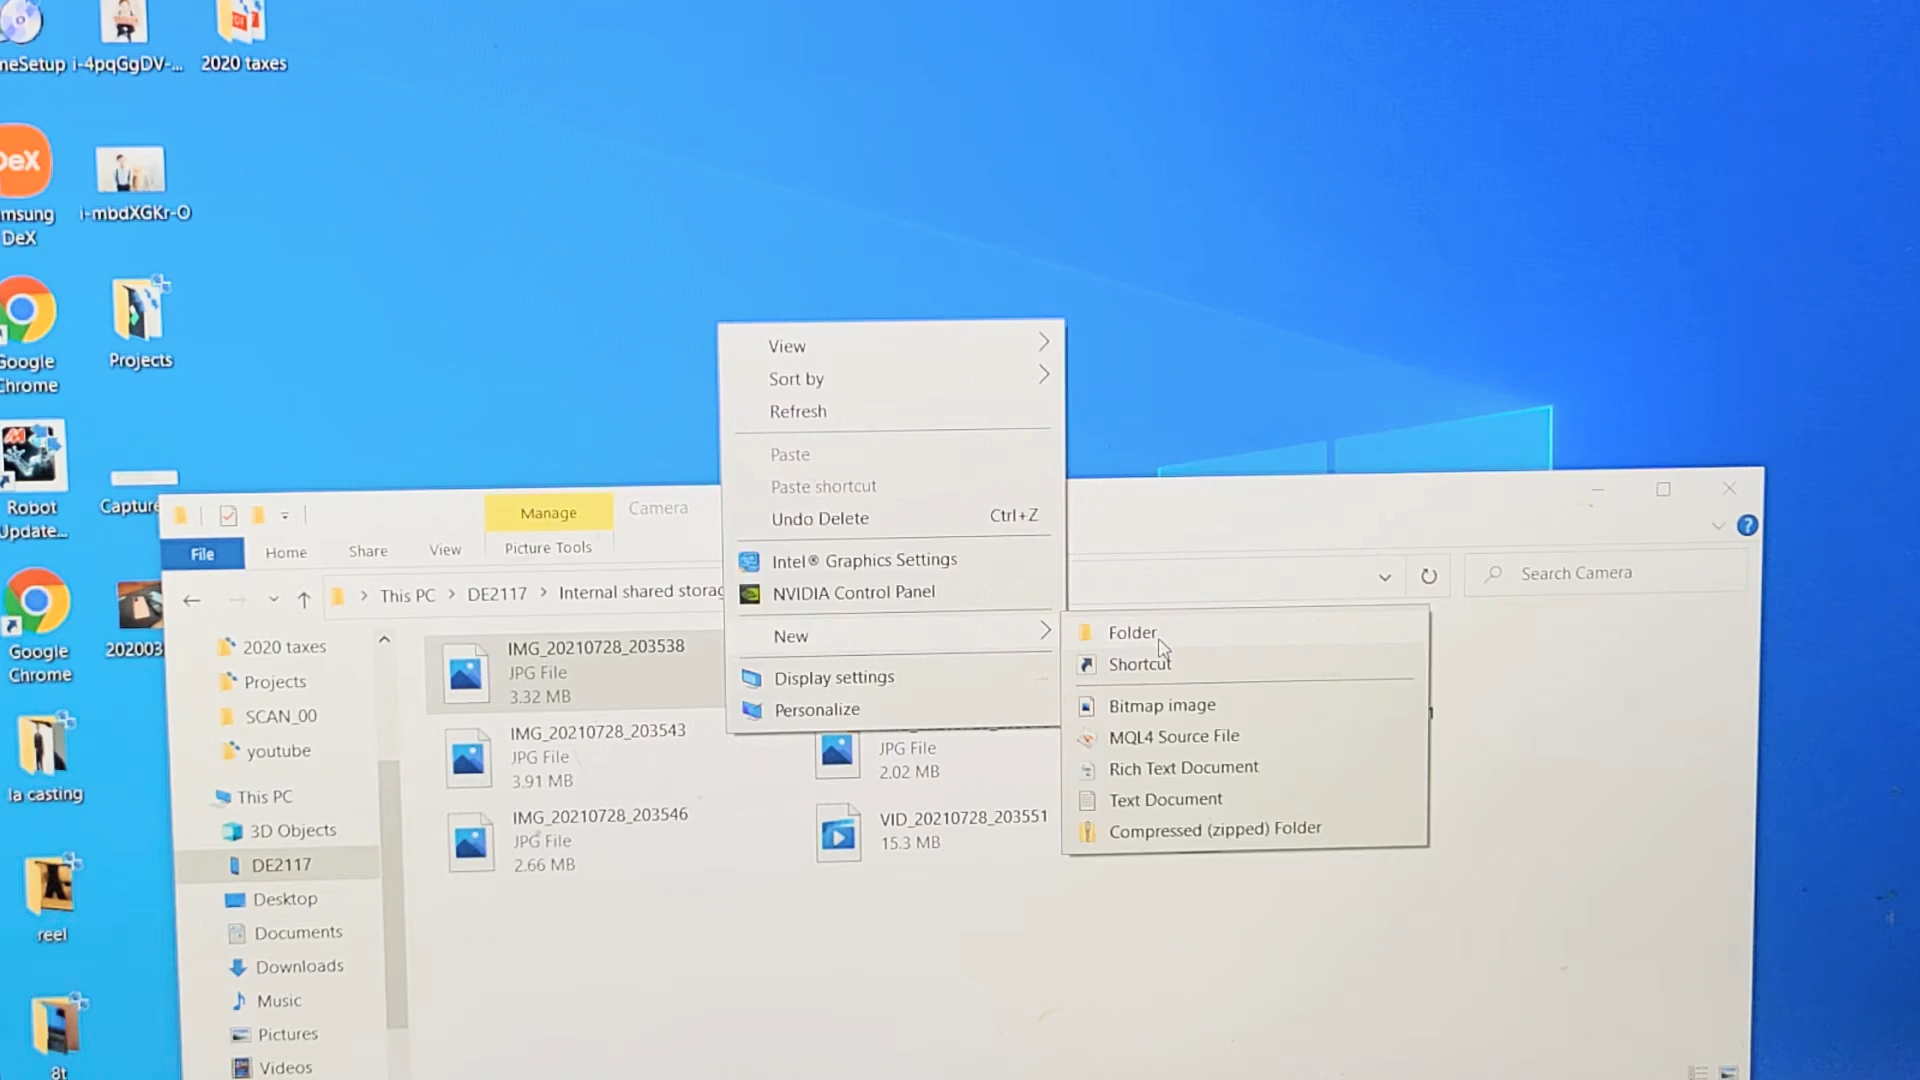 neSetup
i-4pqGgDV-...
2020 taxes
DeX
msung
DeX
i-mbdXGKr-O
Google
Chrome
Projects
Robot
Update...
Capture
Google
Chrome
202003
la casting
reel
8t
View
Sort by
Refresh
Paste
Paste shortcut
Undo Delete Ctrl+Z
Intel® Graphics Settings
NVIDIA Control Panel
New
Display settings
Personalize
Folder
Shortcut
Bitmap image
MQL4 Source File
Rich Text Document
Text Document
Compressed (zipped) Folder
Manage
Camera
File
Home
Share
View
Picture Tools
?
This PC > DE2117 > Internal shared storag
Search Camera
2020 taxes
Projects
SCAN_00
youtube
This PC
3D Objects
DE2117
Desktop
Documents
Downloads
Music
Pictures
Videos
IMG_20210728_203538
JPG File
3.32 MB
IMG_20210728_203543
JPG File
3.91 MB
IMG_20210728_203546
JPG File
2.66 MB
JPG File
2.02 MB
VID_20210728_203551
15.3 MB